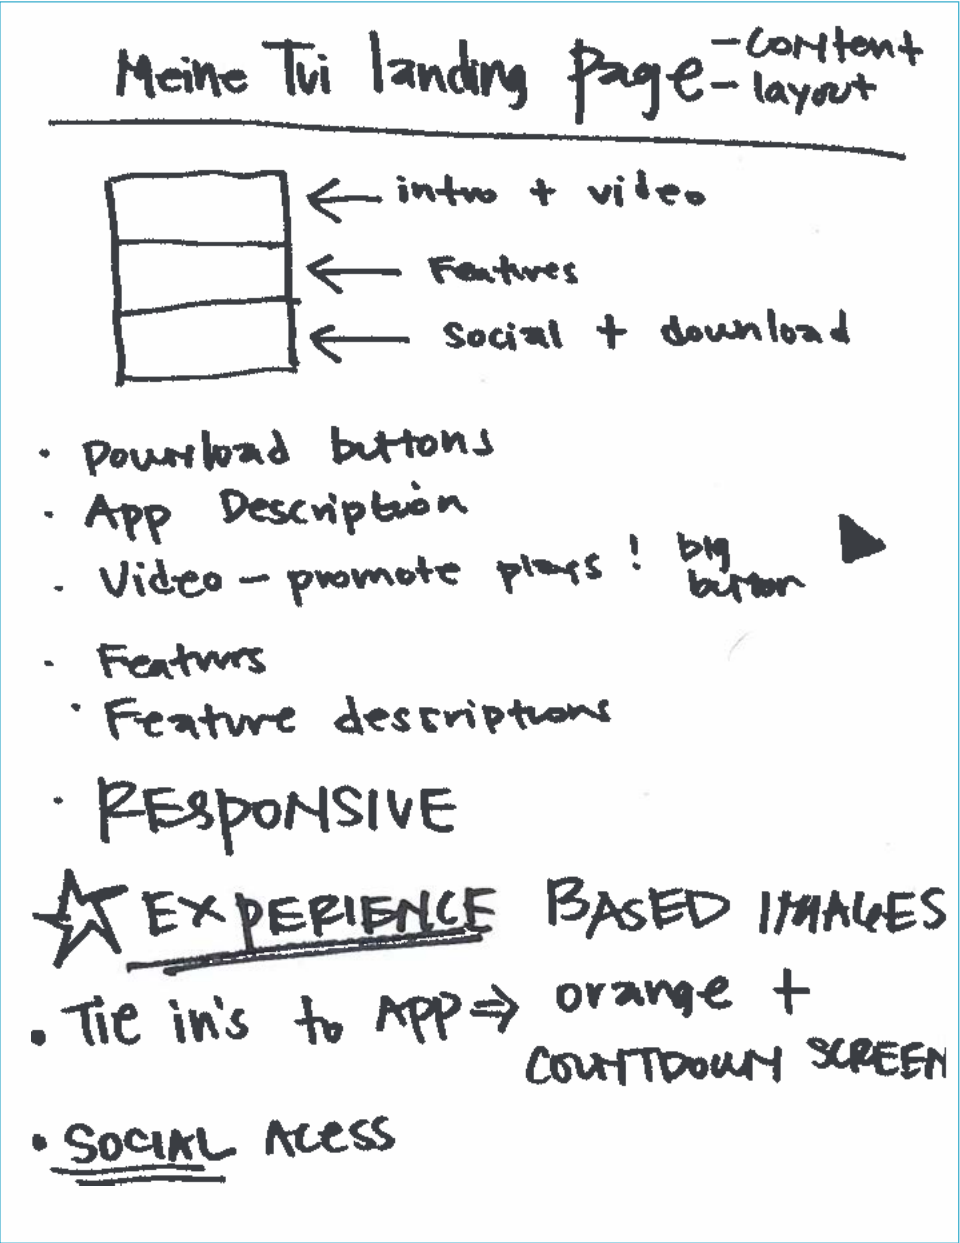 Meine Tui landing page - content
- layout
← intro + video
← Features
← Social + download
· Download buttons
· App Description
· Video - promote plays! big button ▶
· Features
· Feature descriptions
· RESPONSIVE
☆ EXPERIENCE BASED IMAGES
• Tie in's to App ⇒ orange +
COUNTDOWN SCREEN
• SOCIAL Acess